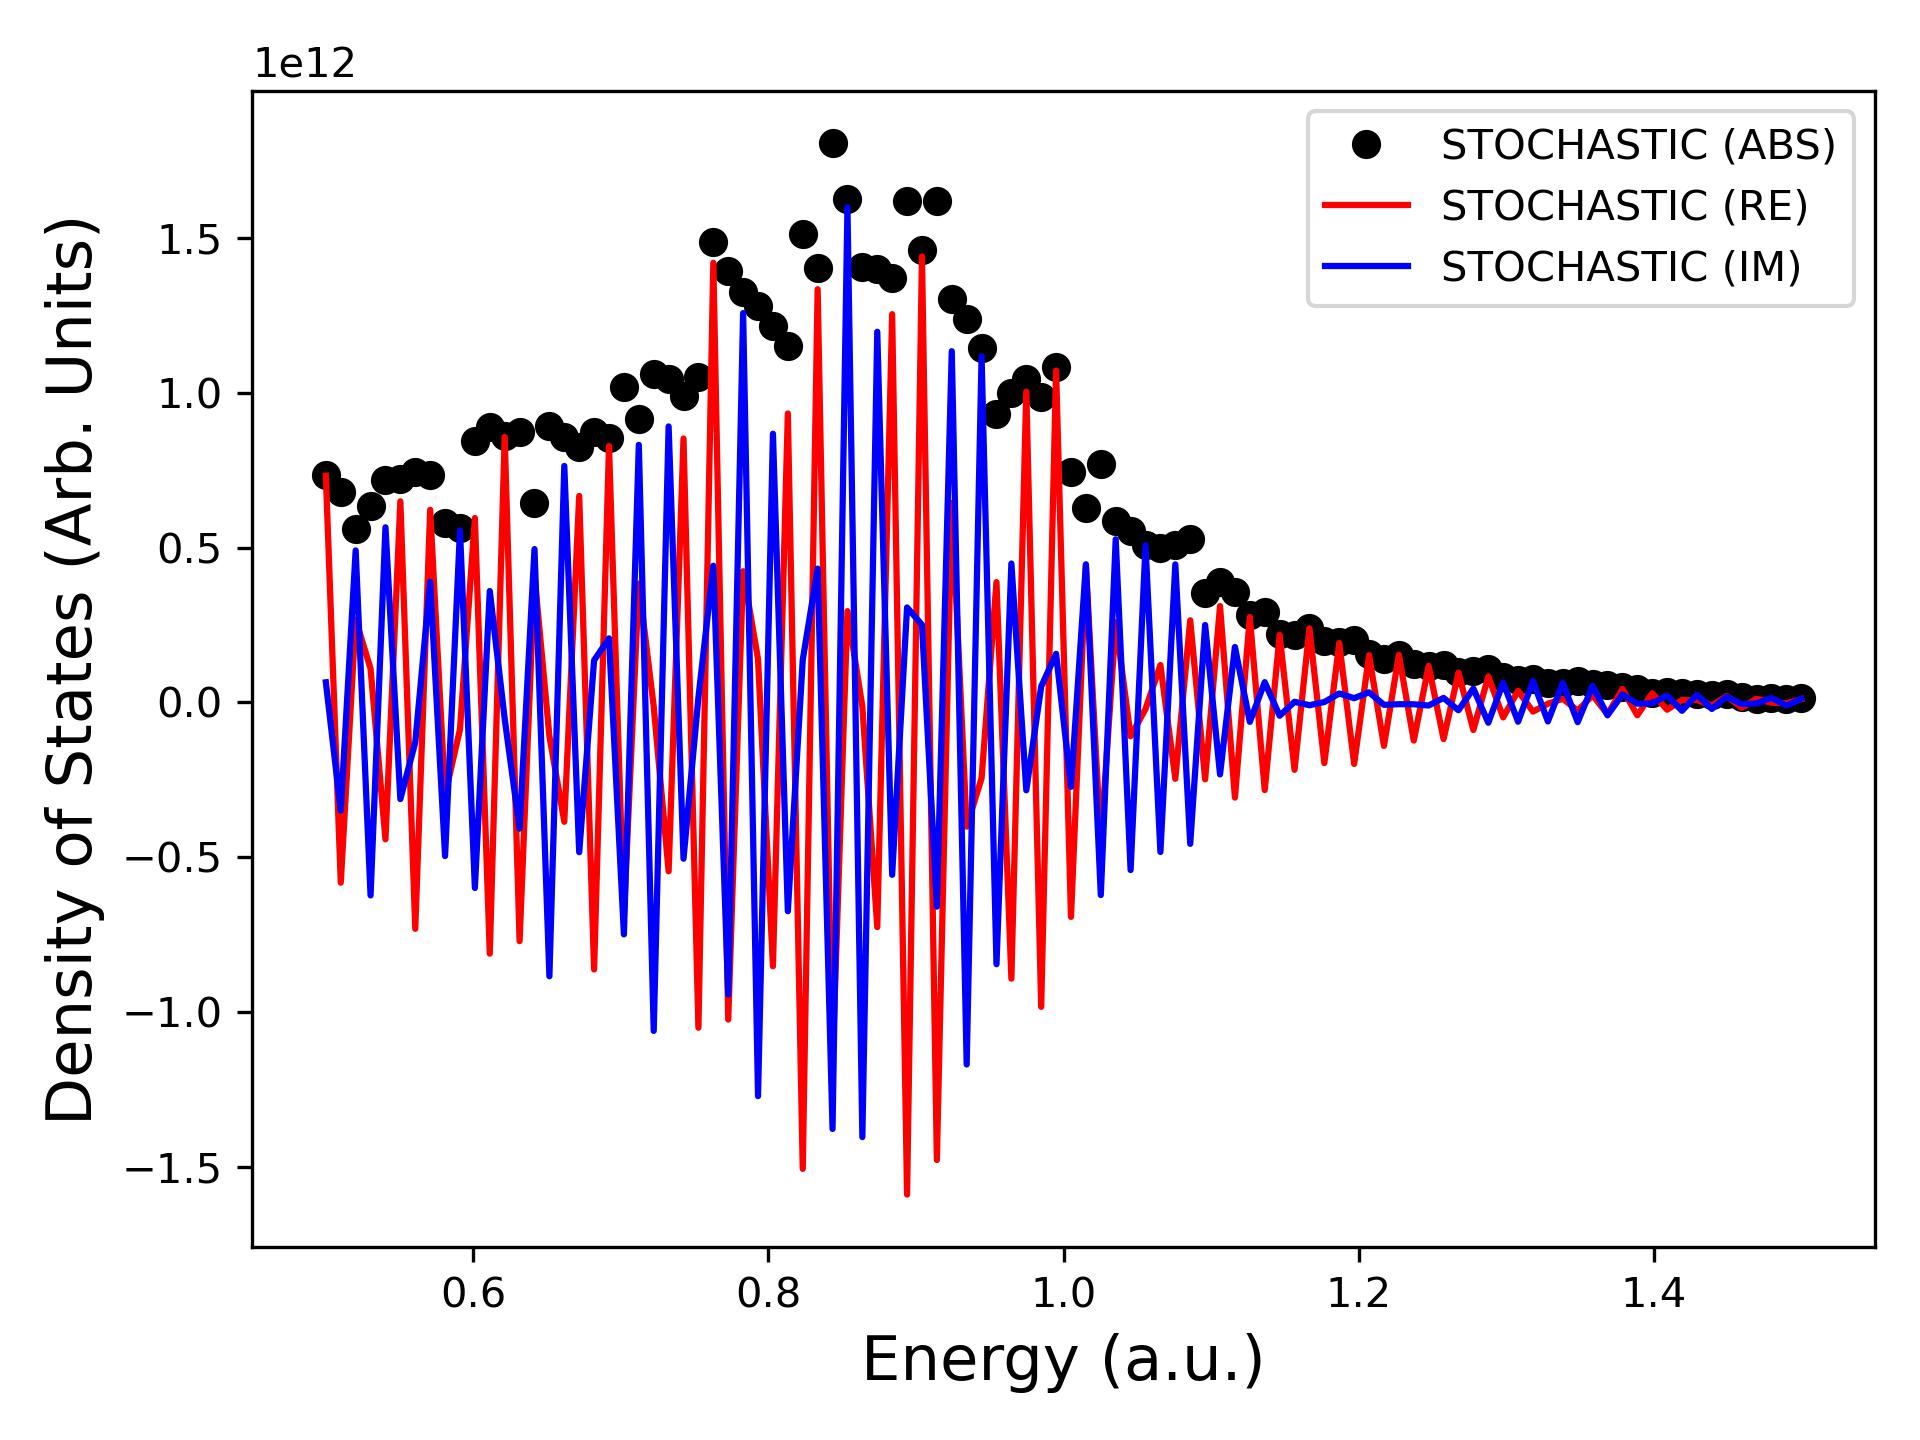 1e12
STOCHASTIC (ABS)
STOCHASTIC (RE)
STOCHASTIC (IM)
Density of States (Arb. Units)
1.5
1.0
0.5
0.0
−0.5
−1.0
−1.5
0.6 0.8 1.0 1.2 1.4
Energy (a.u.)